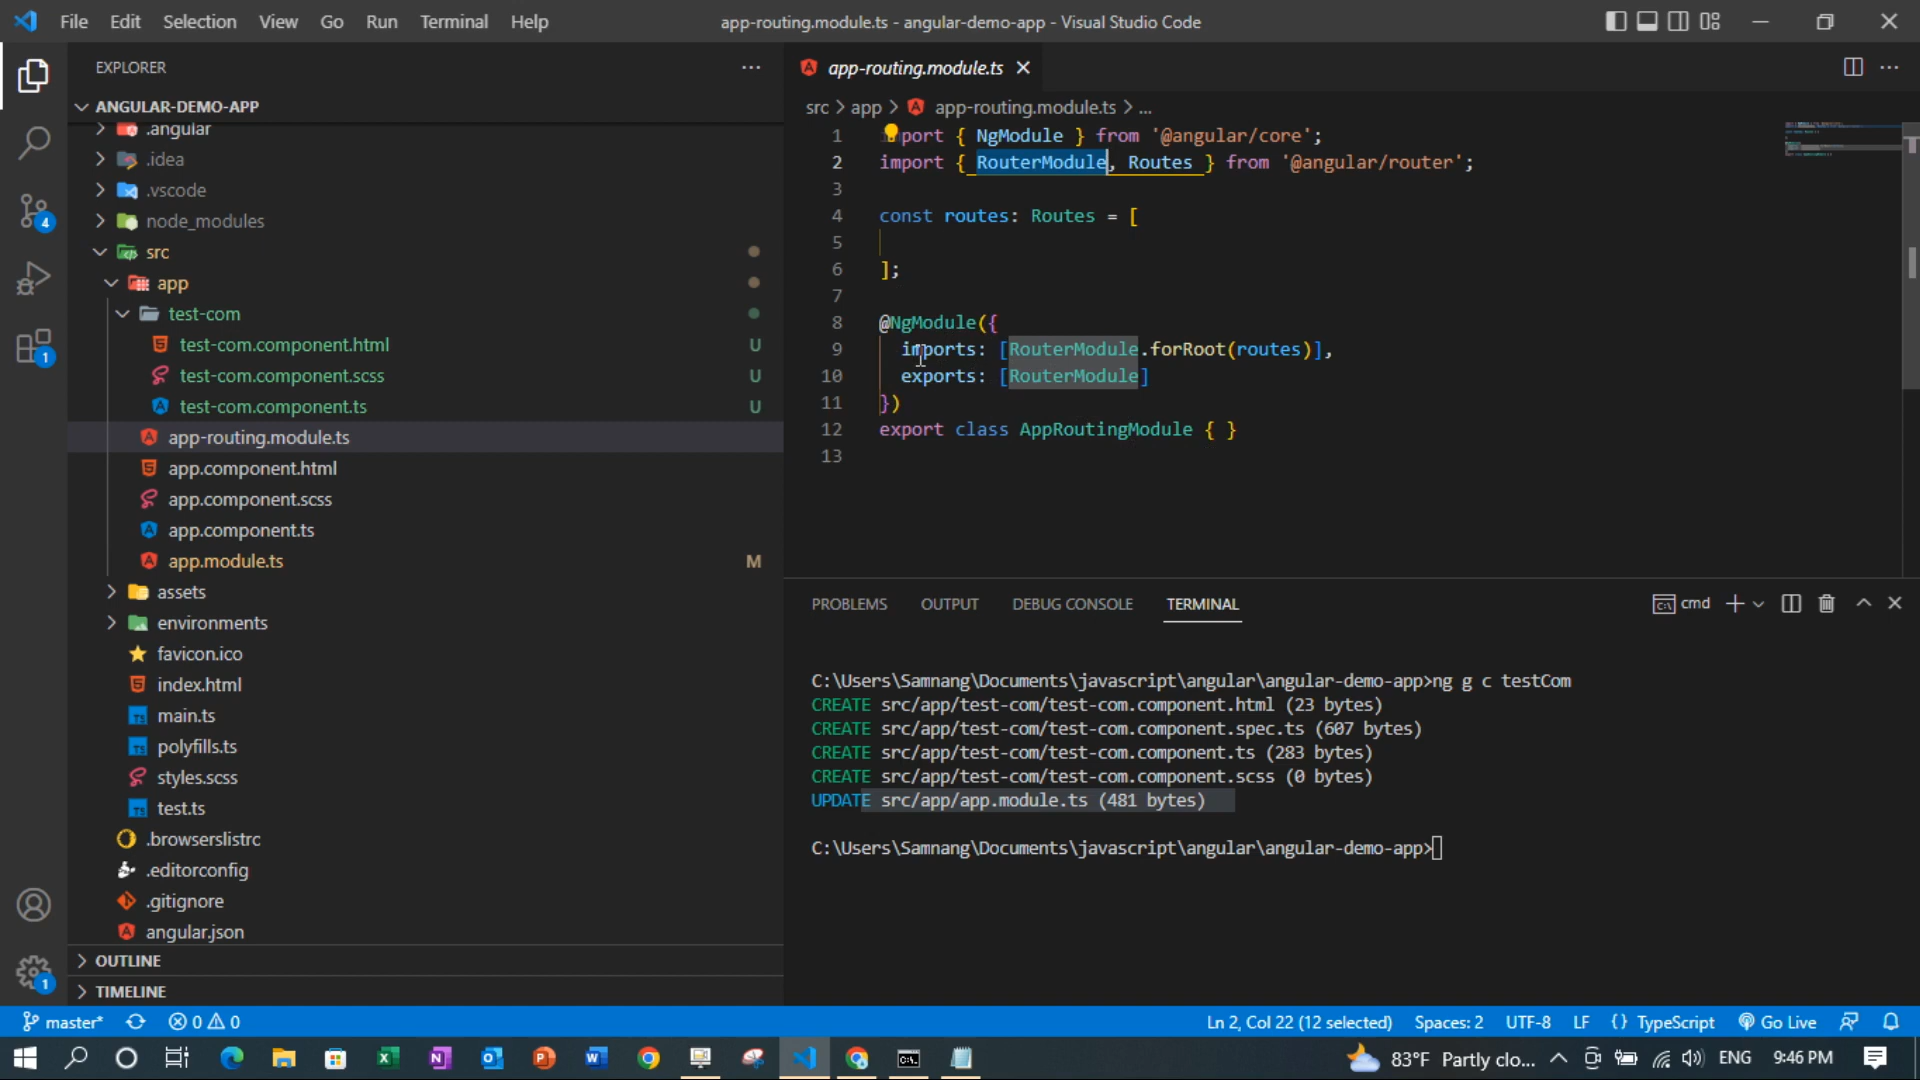 File Edit Selection View Go Run Terminal Help
app-routing.module.ts - angular-demo-app - Visual Studio Code
EXPLORER
ANGULAR-DEMO-APP
.angular
.idea
.vscode
node_modules
src
app
test-com
test-com.component.html U
test-com.component.scss U
test-com.component.ts U
app-routing.module.ts
app.component.html
app.component.scss
app.component.ts
app.module.ts M
assets
environments
favicon.ico
index.html
main.ts
polyfills.ts
styles.scss
test.ts
.browserslistrc
.editorconfig
.gitignore
angular.json
OUTLINE
TIMELINE
4
1
1
app-routing.module.ts
src > app > app-routing.module.ts > ...
1 import { NgModule } from '@angular/core';
2 import { RouterModule, Routes } from '@angular/router';
3
4 const routes: Routes = [
5
6 ];
7
8 @NgModule({
9 imports: [RouterModule.forRoot(routes)],
10 exports: [RouterModule]
11 })
12 export class AppRoutingModule { }
13
PROBLEMS OUTPUT DEBUG CONSOLE TERMINAL
cmd
C:\Users\Samnang\Documents\javascript\angular\angular-demo-app>ng g c testCom
CREATE src/app/test-com/test-com.component.html (23 bytes)
CREATE src/app/test-com/test-com.component.spec.ts (607 bytes)
CREATE src/app/test-com/test-com.component.ts (283 bytes)
CREATE src/app/test-com/test-com.component.scss (0 bytes)
UPDATE src/app/app.module.ts (481 bytes)
C:\Users\Samnang\Documents\javascript\angular\angular-demo-app>
master* 0 0
Ln 2, Col 22 (12 selected) Spaces: 2 UTF-8 LF {} TypeScript Go Live
83°F Partly clo... ENG 9:46 PM